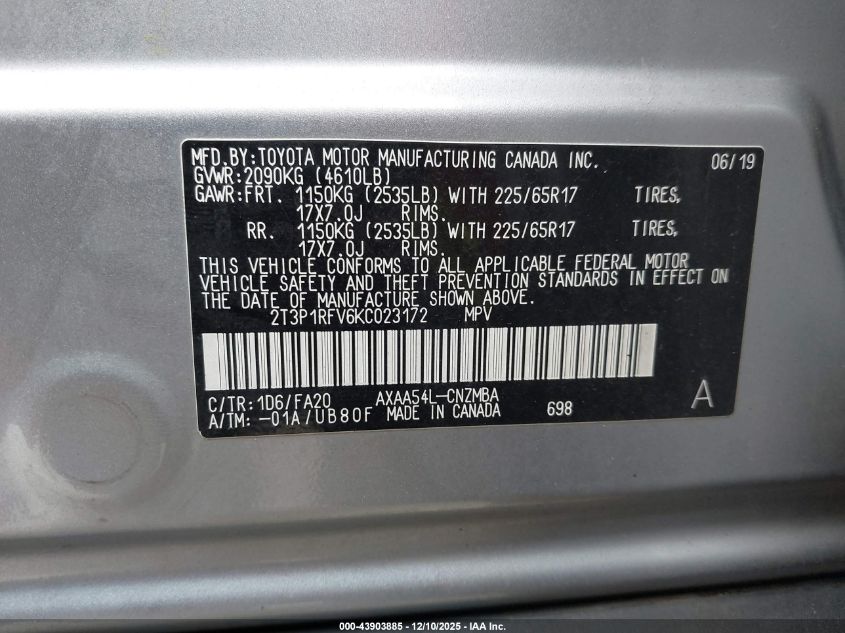 MFD.BY:TOYOTA MOTOR MANUFACTURING CANADA INC. 06/19
GVWR:2090KG (4610LB)
GAWR:FRT. 1150KG (2535LB) WITH 225/65R17 TIRES,
17X7.0J RIMS.
RR. 1150KG (2535LB) WITH 225/65R17 TIRES,
17X7.0J RIMS.
THIS VEHICLE CONFORMS TO ALL APPLICABLE FEDERAL MOTOR
VEHICLE SAFETY AND THEFT PREVENTION STANDARDS IN EFFECT ON
THE DATE OF MANUFACTURE SHOWN ABOVE.
2T3P1RFV6KC023172 MPV
C/TR:1D6/FA20 AXAA54L-CNZMBA
A/TM:-01A/UB80F MADE IN CANADA 698 A
000-43903885 - 12/10/2025 - IAA Inc.